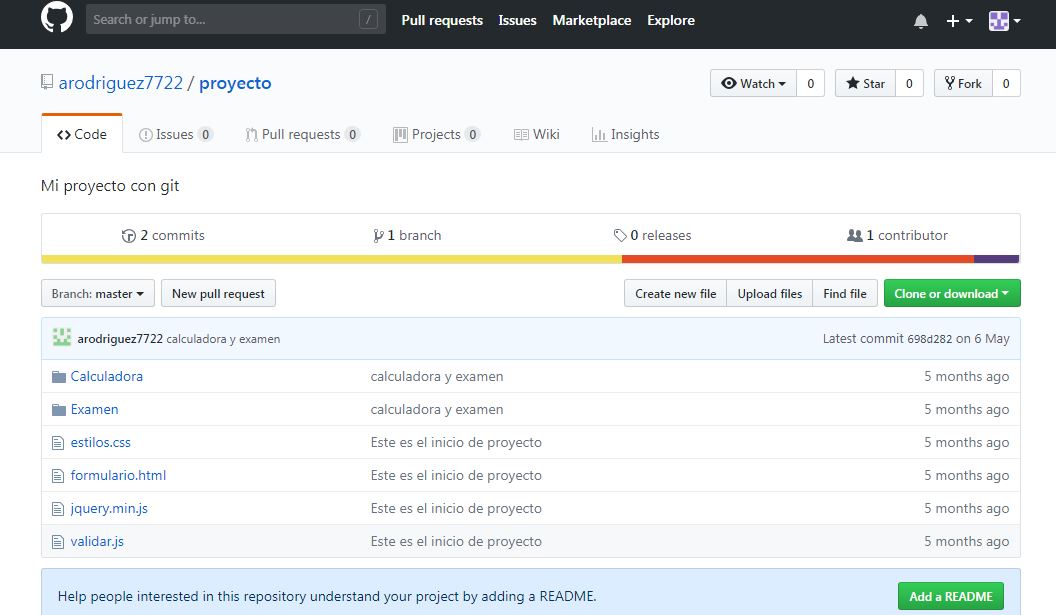 Search or jump to... / Pull requests Issues Marketplace Explore
arodriguez7722 / proyecto Watch 0 Star 0 Fork 0
Code Issues 0 Pull requests 0 Projects 0 Wiki Insights
Mi proyecto con git
2 commits 1 branch 0 releases 1 contributor
Branch: master New pull request Create new file Upload files Find file Clone or download
arodriguez7722 calculadora y examen Latest commit 698d282 on 6 May
Calculadora calculadora y examen 5 months ago
Examen calculadora y examen 5 months ago
estilos.css Este es el inicio de proyecto 5 months ago
formulario.html Este es el inicio de proyecto 5 months ago
jquery.min.js Este es el inicio de proyecto 5 months ago
validar.js Este es el inicio de proyecto 5 months ago
Help people interested in this repository understand your project by adding a README. Add a README